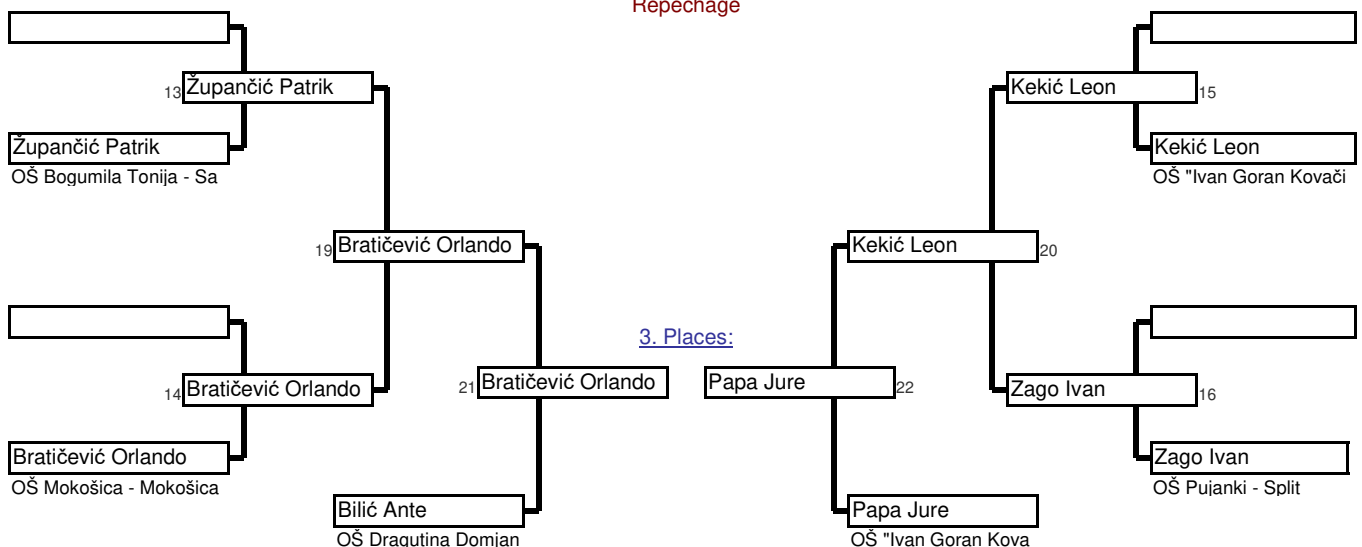 Repechage
13 Župančić Patrik
Kekić Leon 15
Župančić Patrik
OŠ Bogumila Tonija - Sa
Kekić Leon
OŠ "Ivan Goran Kovači
19 Bratičević Orlando
Kekić Leon 20
3. Places:
14 Bratičević Orlando
21 Bratičević Orlando
Papa Jure 22
Zago Ivan 16
Bratičević Orlando
OŠ Mokošica - Mokošica
Zago Ivan
OŠ Pujanki - Split
Bilić Ante
OŠ Dragutina Domjan
Papa Jure
OŠ "Ivan Goran Kova